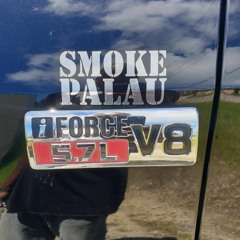 SMOKE
PALAU
iFORCE V8
5.7L